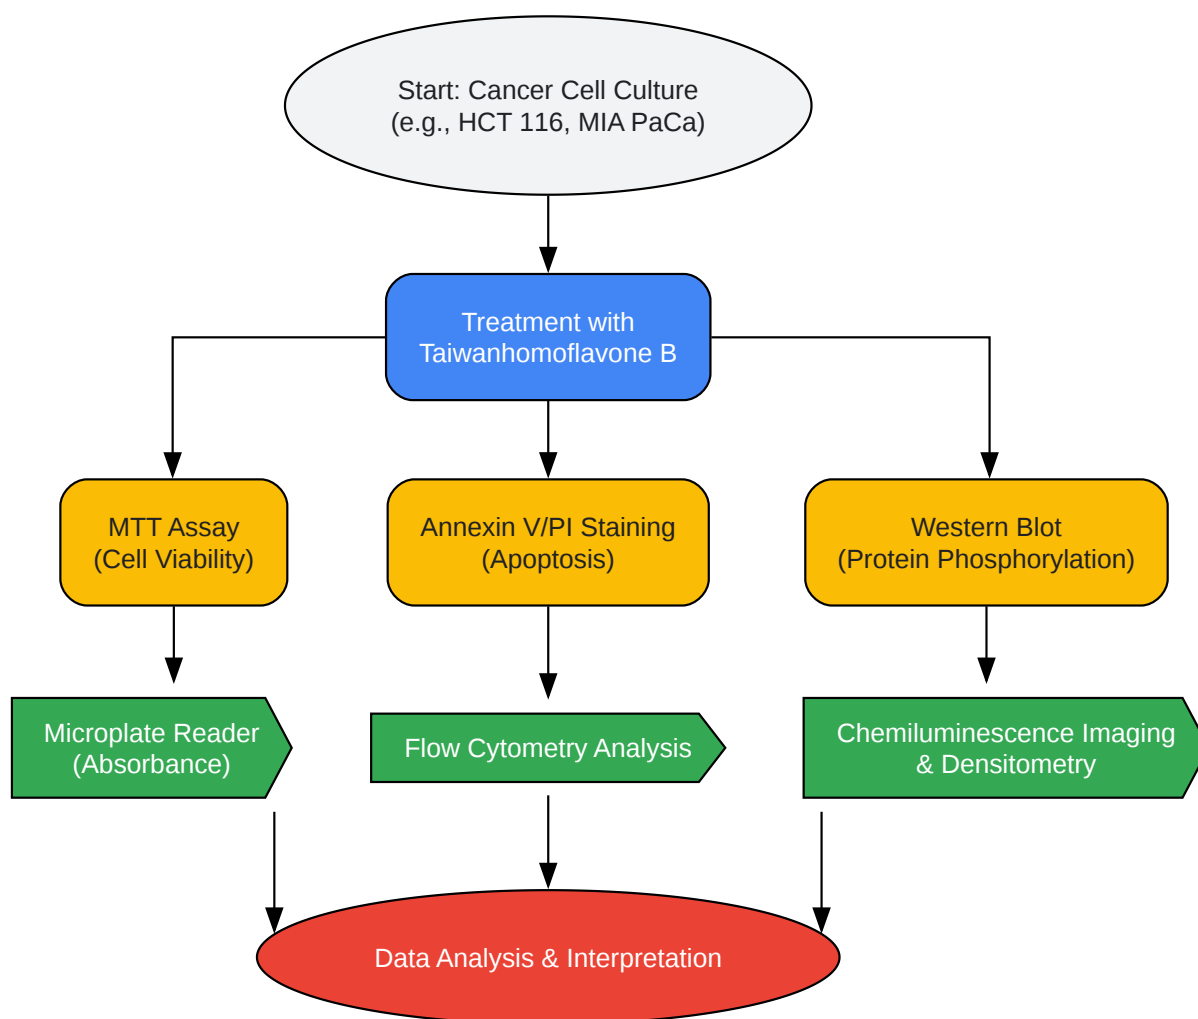 Start: Cancer Cell Culture
(e.g., HCT 116, MIA PaCa)
Treatment with
Taiwanhomoflavone B
MTT Assay
(Cell Viability)
Annexin V/PI Staining
(Apoptosis)
Western Blot
(Protein Phosphorylation)
Microplate Reader
(Absorbance)
Flow Cytometry Analysis
Chemiluminescence Imaging
& Densitometry
Data Analysis & Interpretation